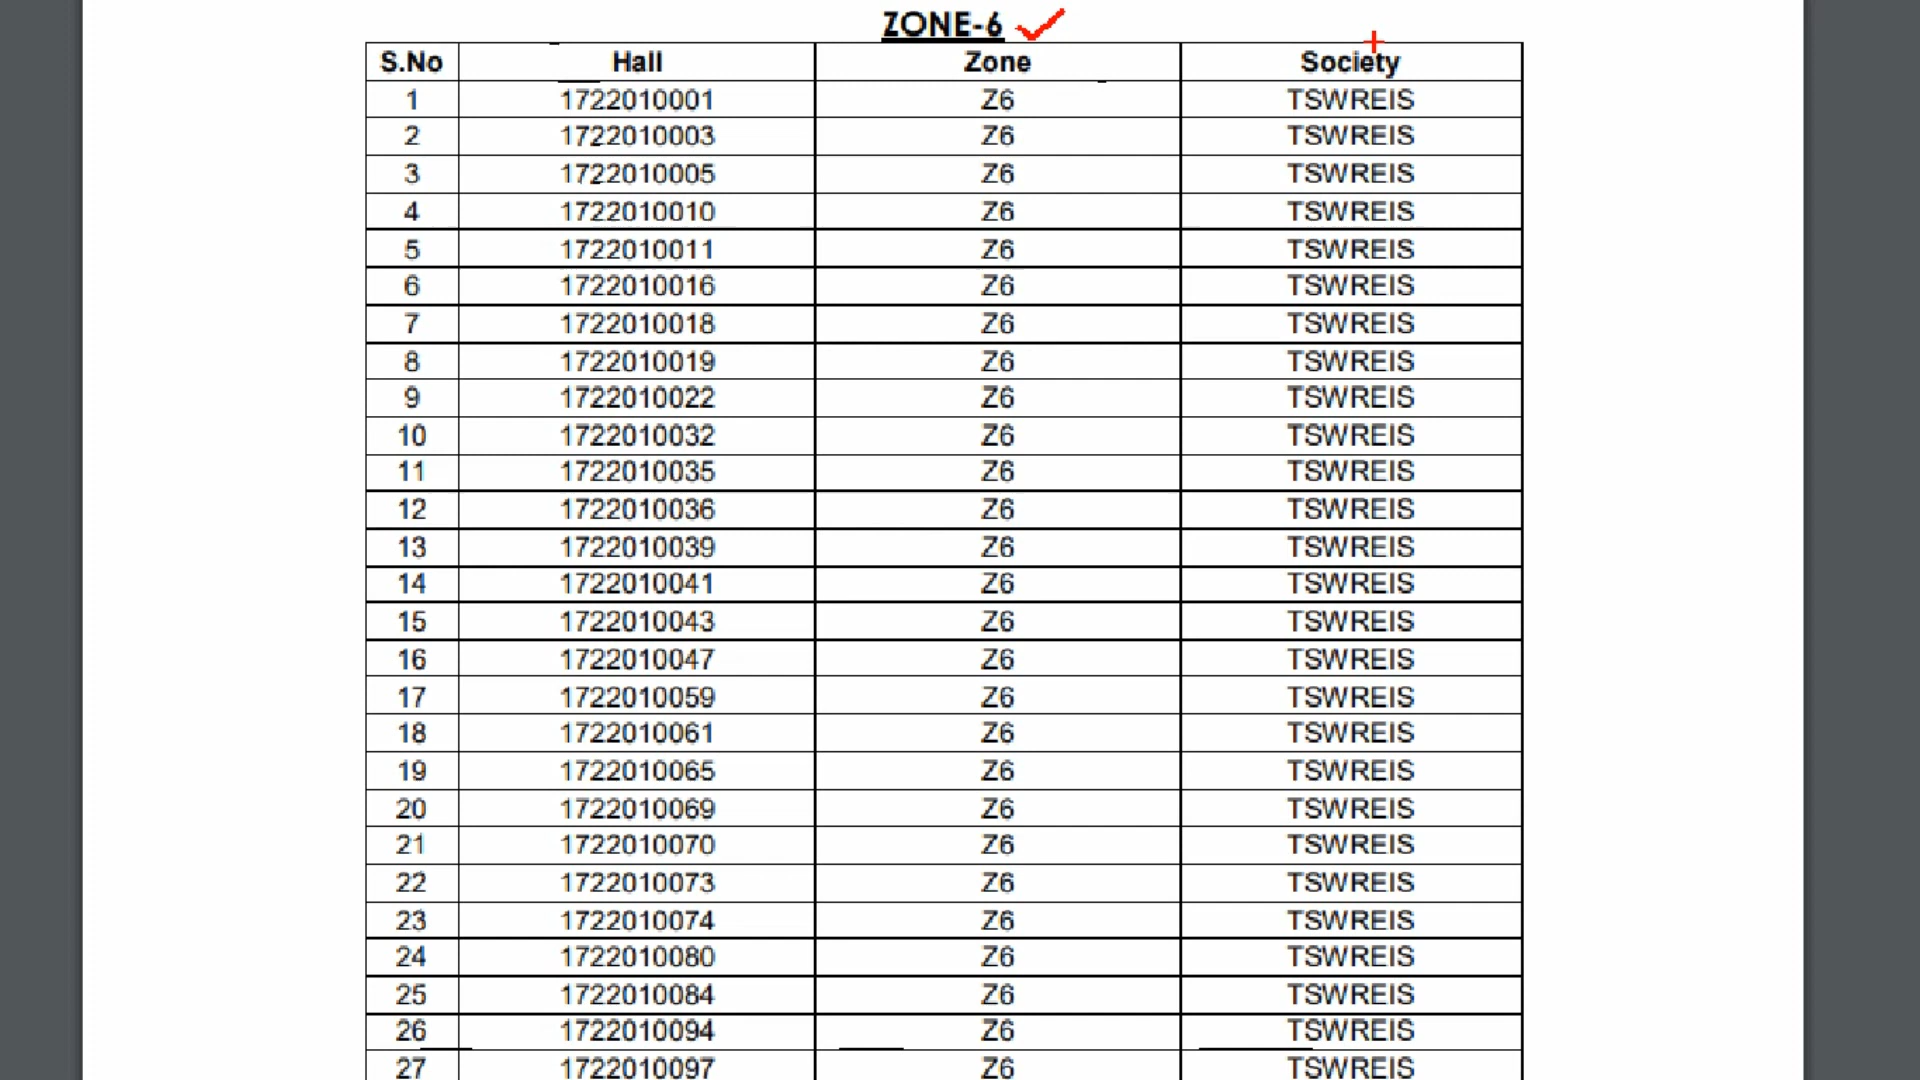 ZONE-6
S.No Hall Zone Society
1 1722010001 Z6 TSWREIS
2 1722010003 Z6 TSWREIS
3 1722010005 Z6 TSWREIS
4 1722010010 Z6 TSWREIS
5 1722010011 Z6 TSWREIS
6 1722010016 Z6 TSWREIS
7 1722010018 Z6 TSWREIS
8 1722010019 Z6 TSWREIS
9 1722010022 Z6 TSWREIS
10 1722010032 Z6 TSWREIS
11 1722010035 Z6 TSWREIS
12 1722010036 Z6 TSWREIS
13 1722010039 Z6 TSWREIS
14 1722010041 Z6 TSWREIS
15 1722010043 Z6 TSWREIS
16 1722010047 Z6 TSWREIS
17 1722010059 Z6 TSWREIS
18 1722010061 Z6 TSWREIS
19 1722010065 Z6 TSWREIS
20 1722010069 Z6 TSWREIS
21 1722010070 Z6 TSWREIS
22 1722010073 Z6 TSWREIS
23 1722010074 Z6 TSWREIS
24 1722010080 Z6 TSWREIS
25 1722010084 Z6 TSWREIS
26 1722010094 Z6 TSWREIS
27 1722010097 Z6 TSWREIS